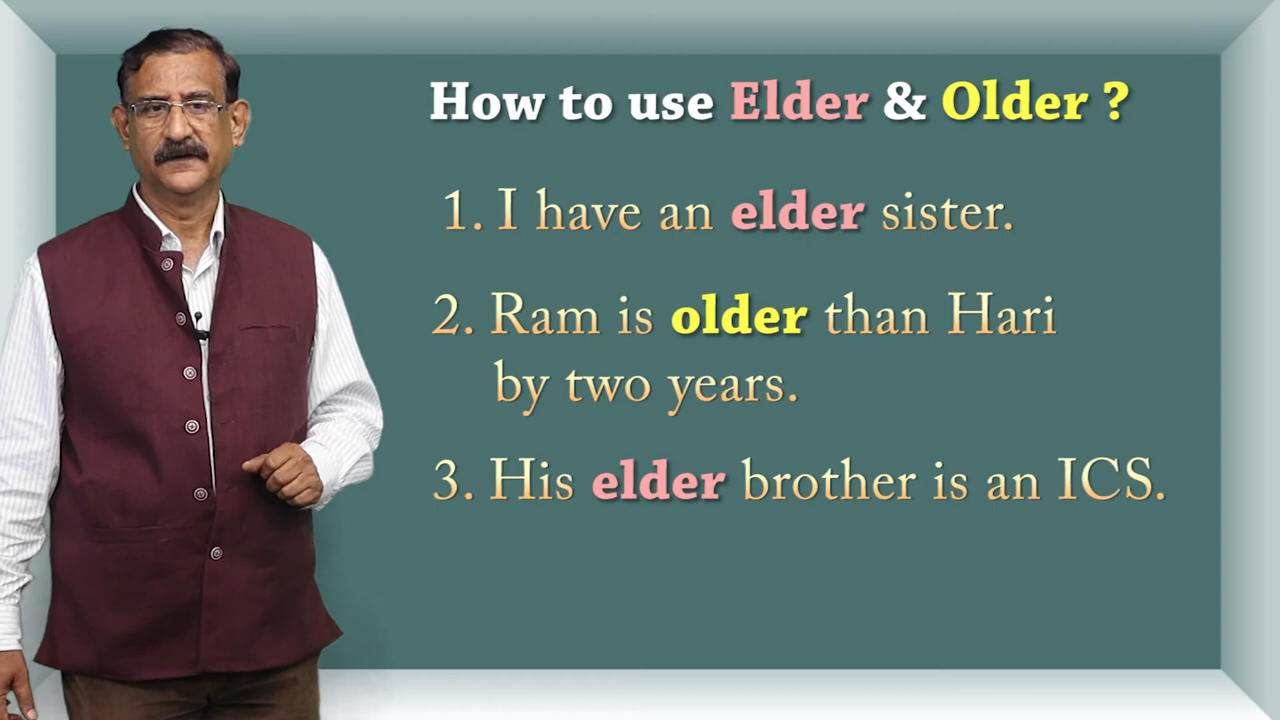 How to use Elder & Older ?
1. I have an elder sister.
2. Ram is older than Hari
by two years.
3. His elder brother is an ICS.